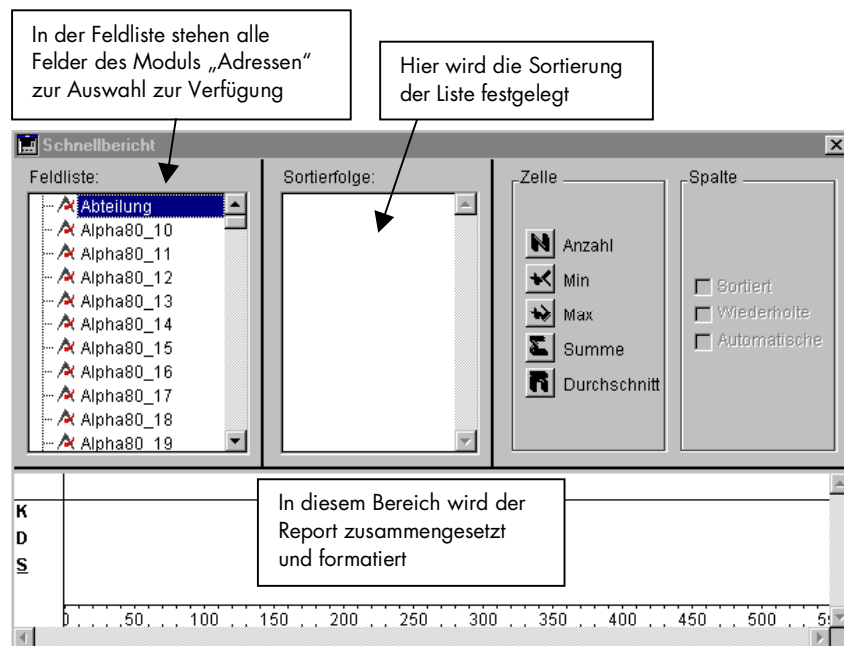 In der Feldliste stehen alle
Felder des Moduls „Adressen“
zur Auswahl zur Verfügung
Hier wird die Sortierung
der Liste festgelegt
Schnellbericht
Feldliste:
Abteilung
Alpha80_10
Alpha80_11
Alpha80_12
Alpha80_13
Alpha80_14
Alpha80_15
Alpha80_16
Alpha80_17
Alpha80_18
Alpha80_19
Sortierfolge:
Zelle
Anzahl
Min
Max
Summe
Durchschnitt
Spalte
Sortiert
Wiederholte
Automatische
In diesem Bereich wird der
Report zusammengesetzt
und formatiert
K
D
S
0 50 100 150 200 250 300 350 400 450 500